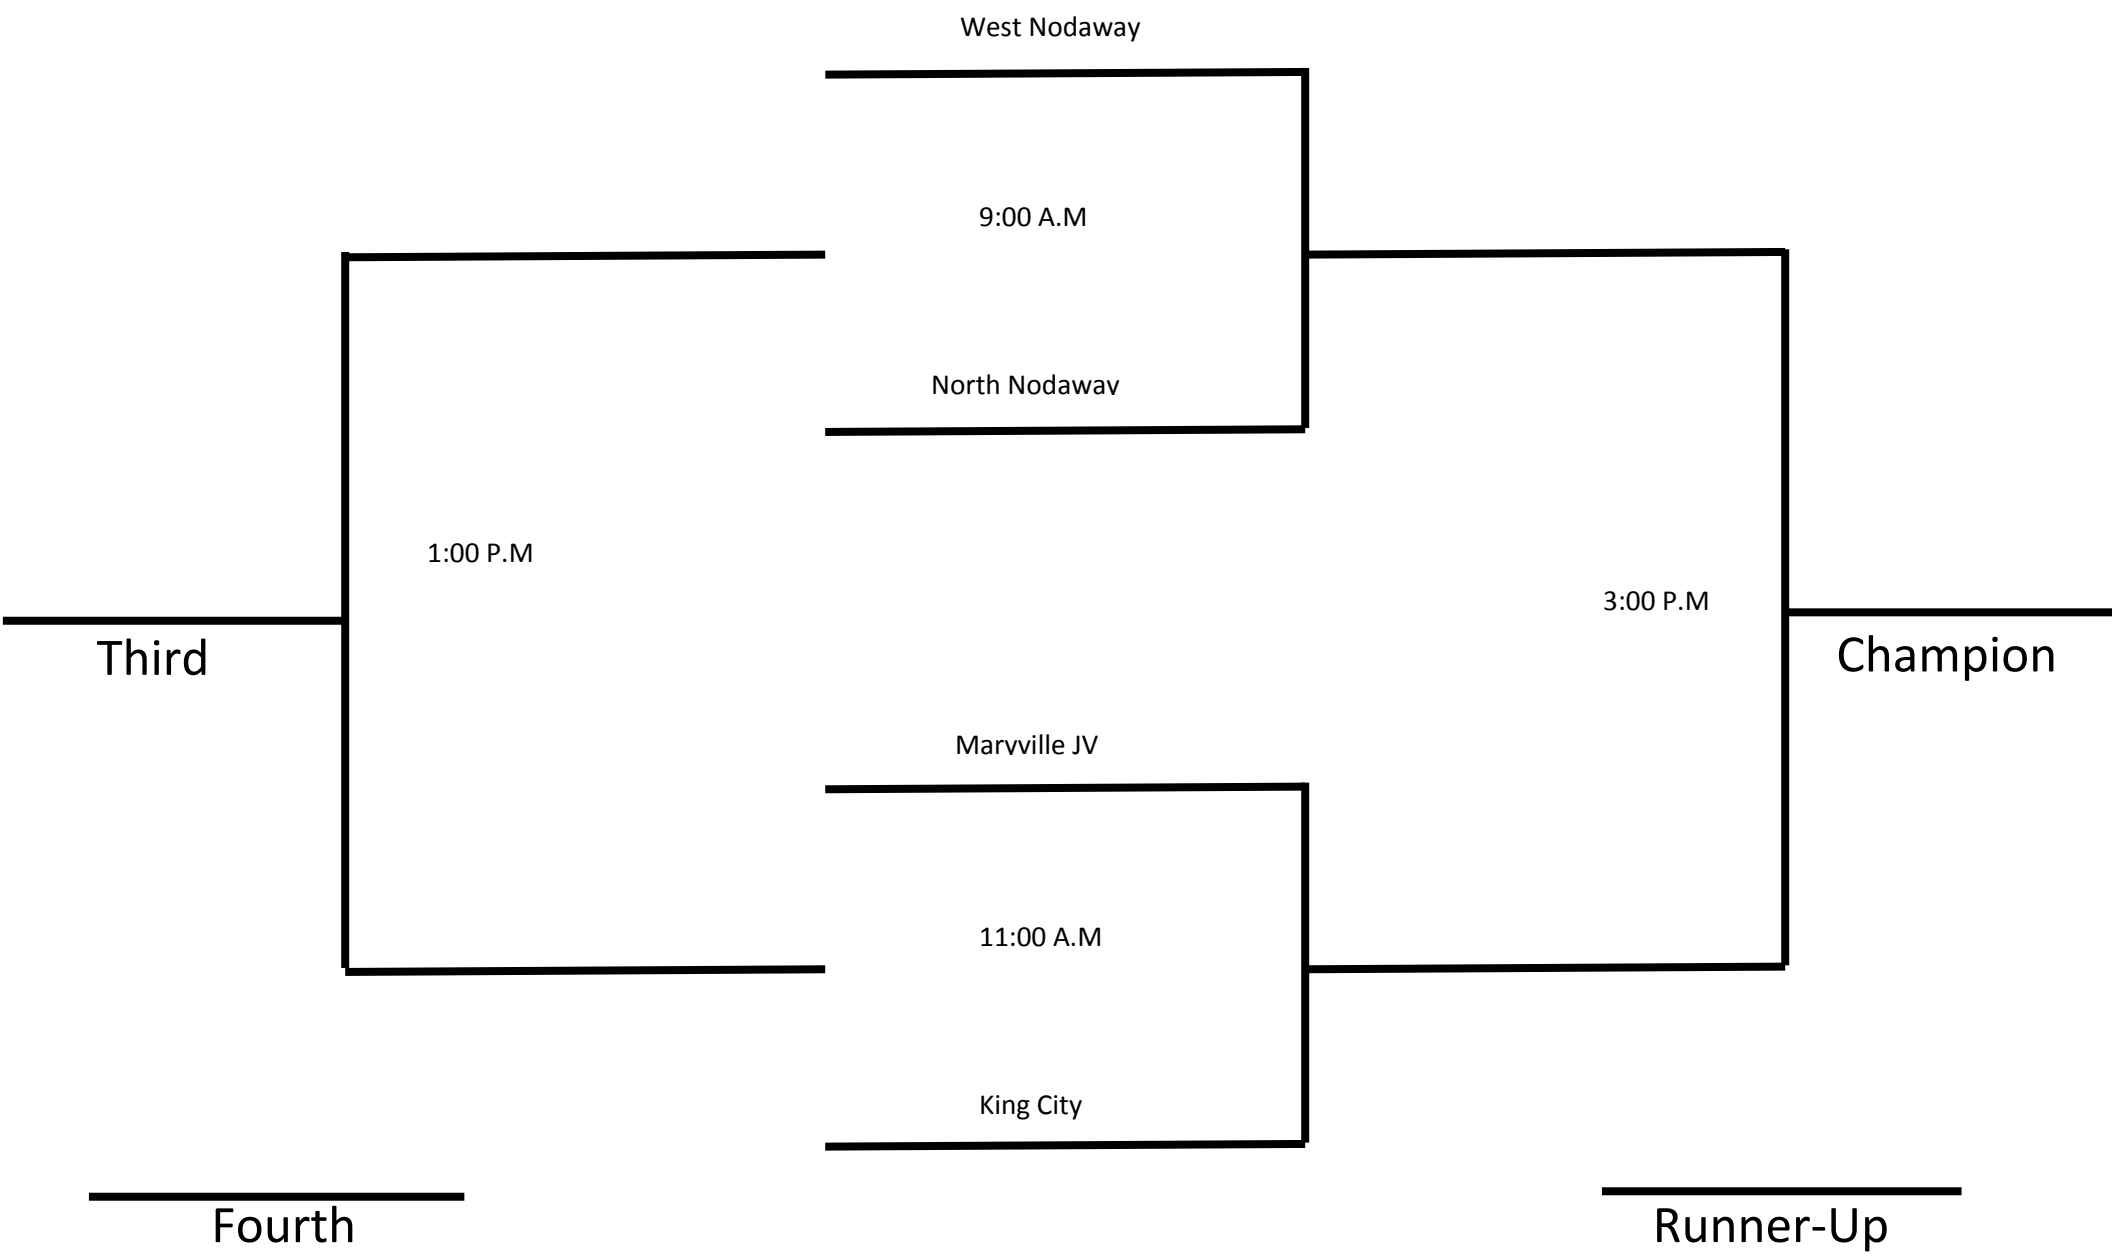 West Nodaway
9:00 A.M
North Nodaway
1:00 P.M
3:00 P.M
Third
Champion
Maryville JV
11:00 A.M
King City
Fourth
Runner-Up